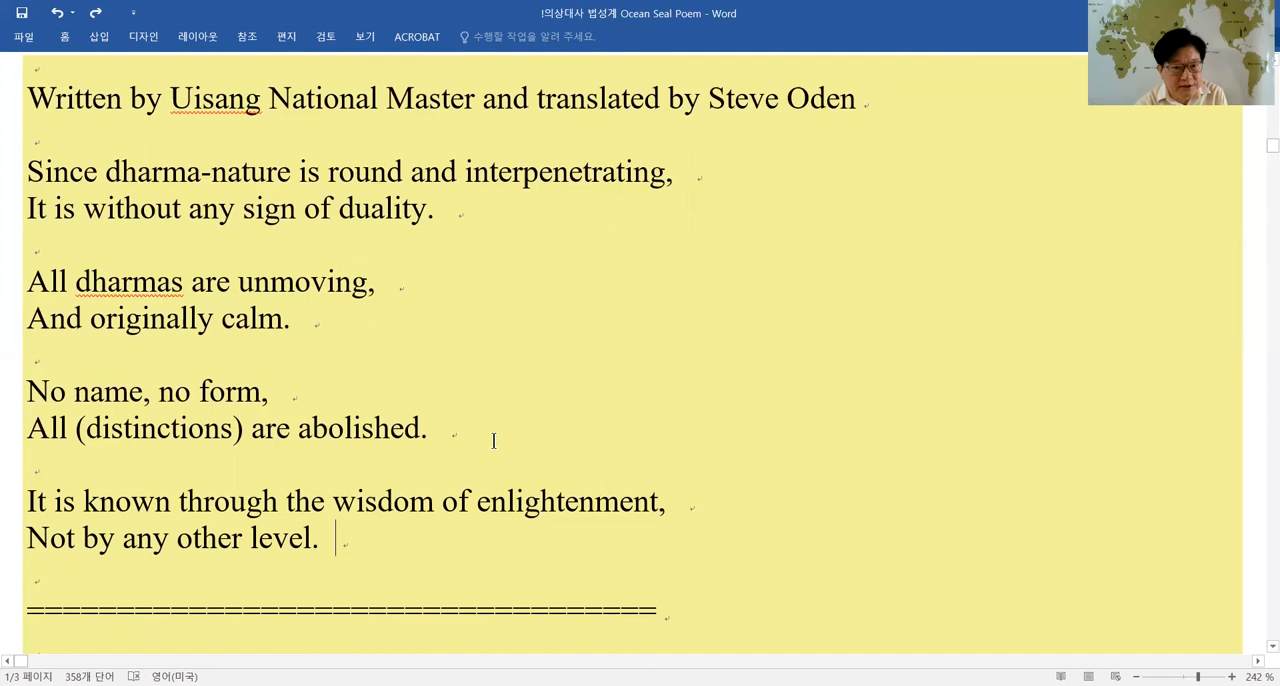 !의상대사 법성계 Ocean Seal Poem - Word
파일 홈 삽입 디자인 레이아웃 참조 편지 검토 보기 ACROBAT 수행할 작업을 알려 주세요.
Written by Uisang National Master and translated by Steve Oden
Since dharma-nature is round and interpenetrating,
It is without any sign of duality.
All dharmas are unmoving,
And originally calm.
No name, no form,
All (distinctions) are abolished.
It is known through the wisdom of enlightenment,
Not by any other level.
===================================
1/3 페이지 358개 단어 영어(미국) 242 %